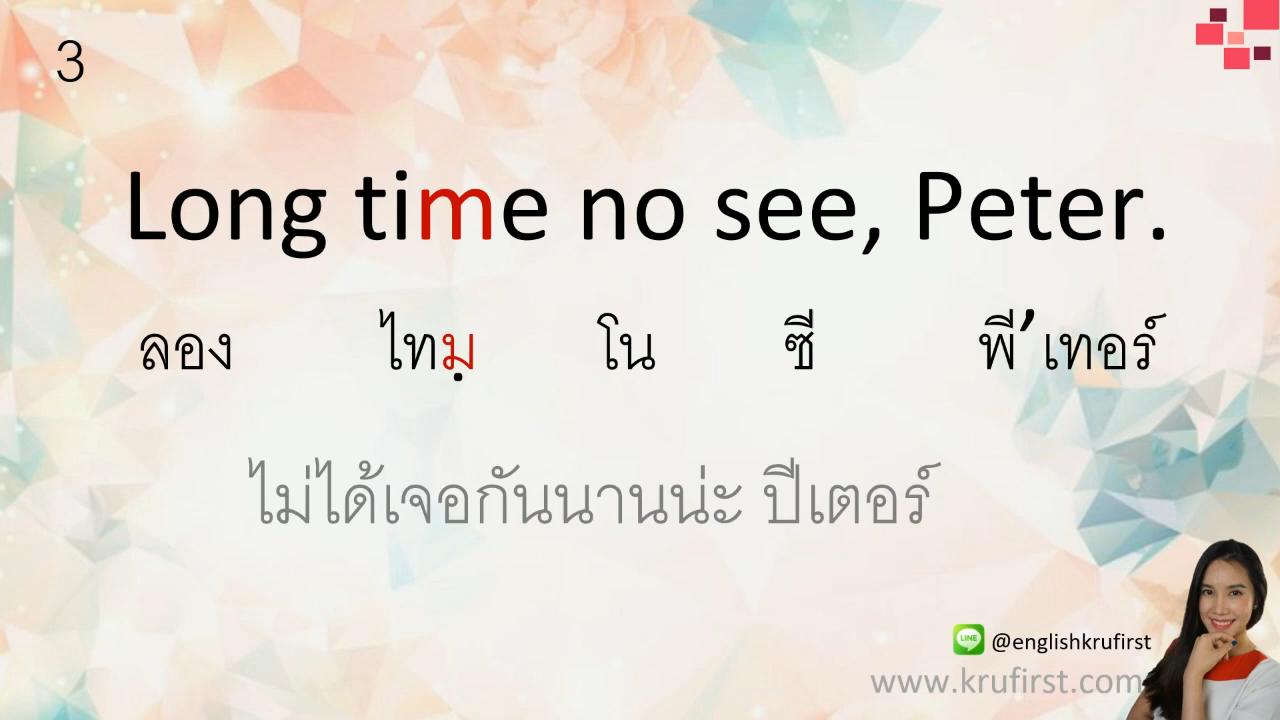 3
Long time no see, Peter.
ลอง ไทมฺ โน ซี พี’เทอร์
ไม่ได้เจอกันนานน่ะ ปีเตอร์
LINE @englishkrufirst
www.krufirst.com